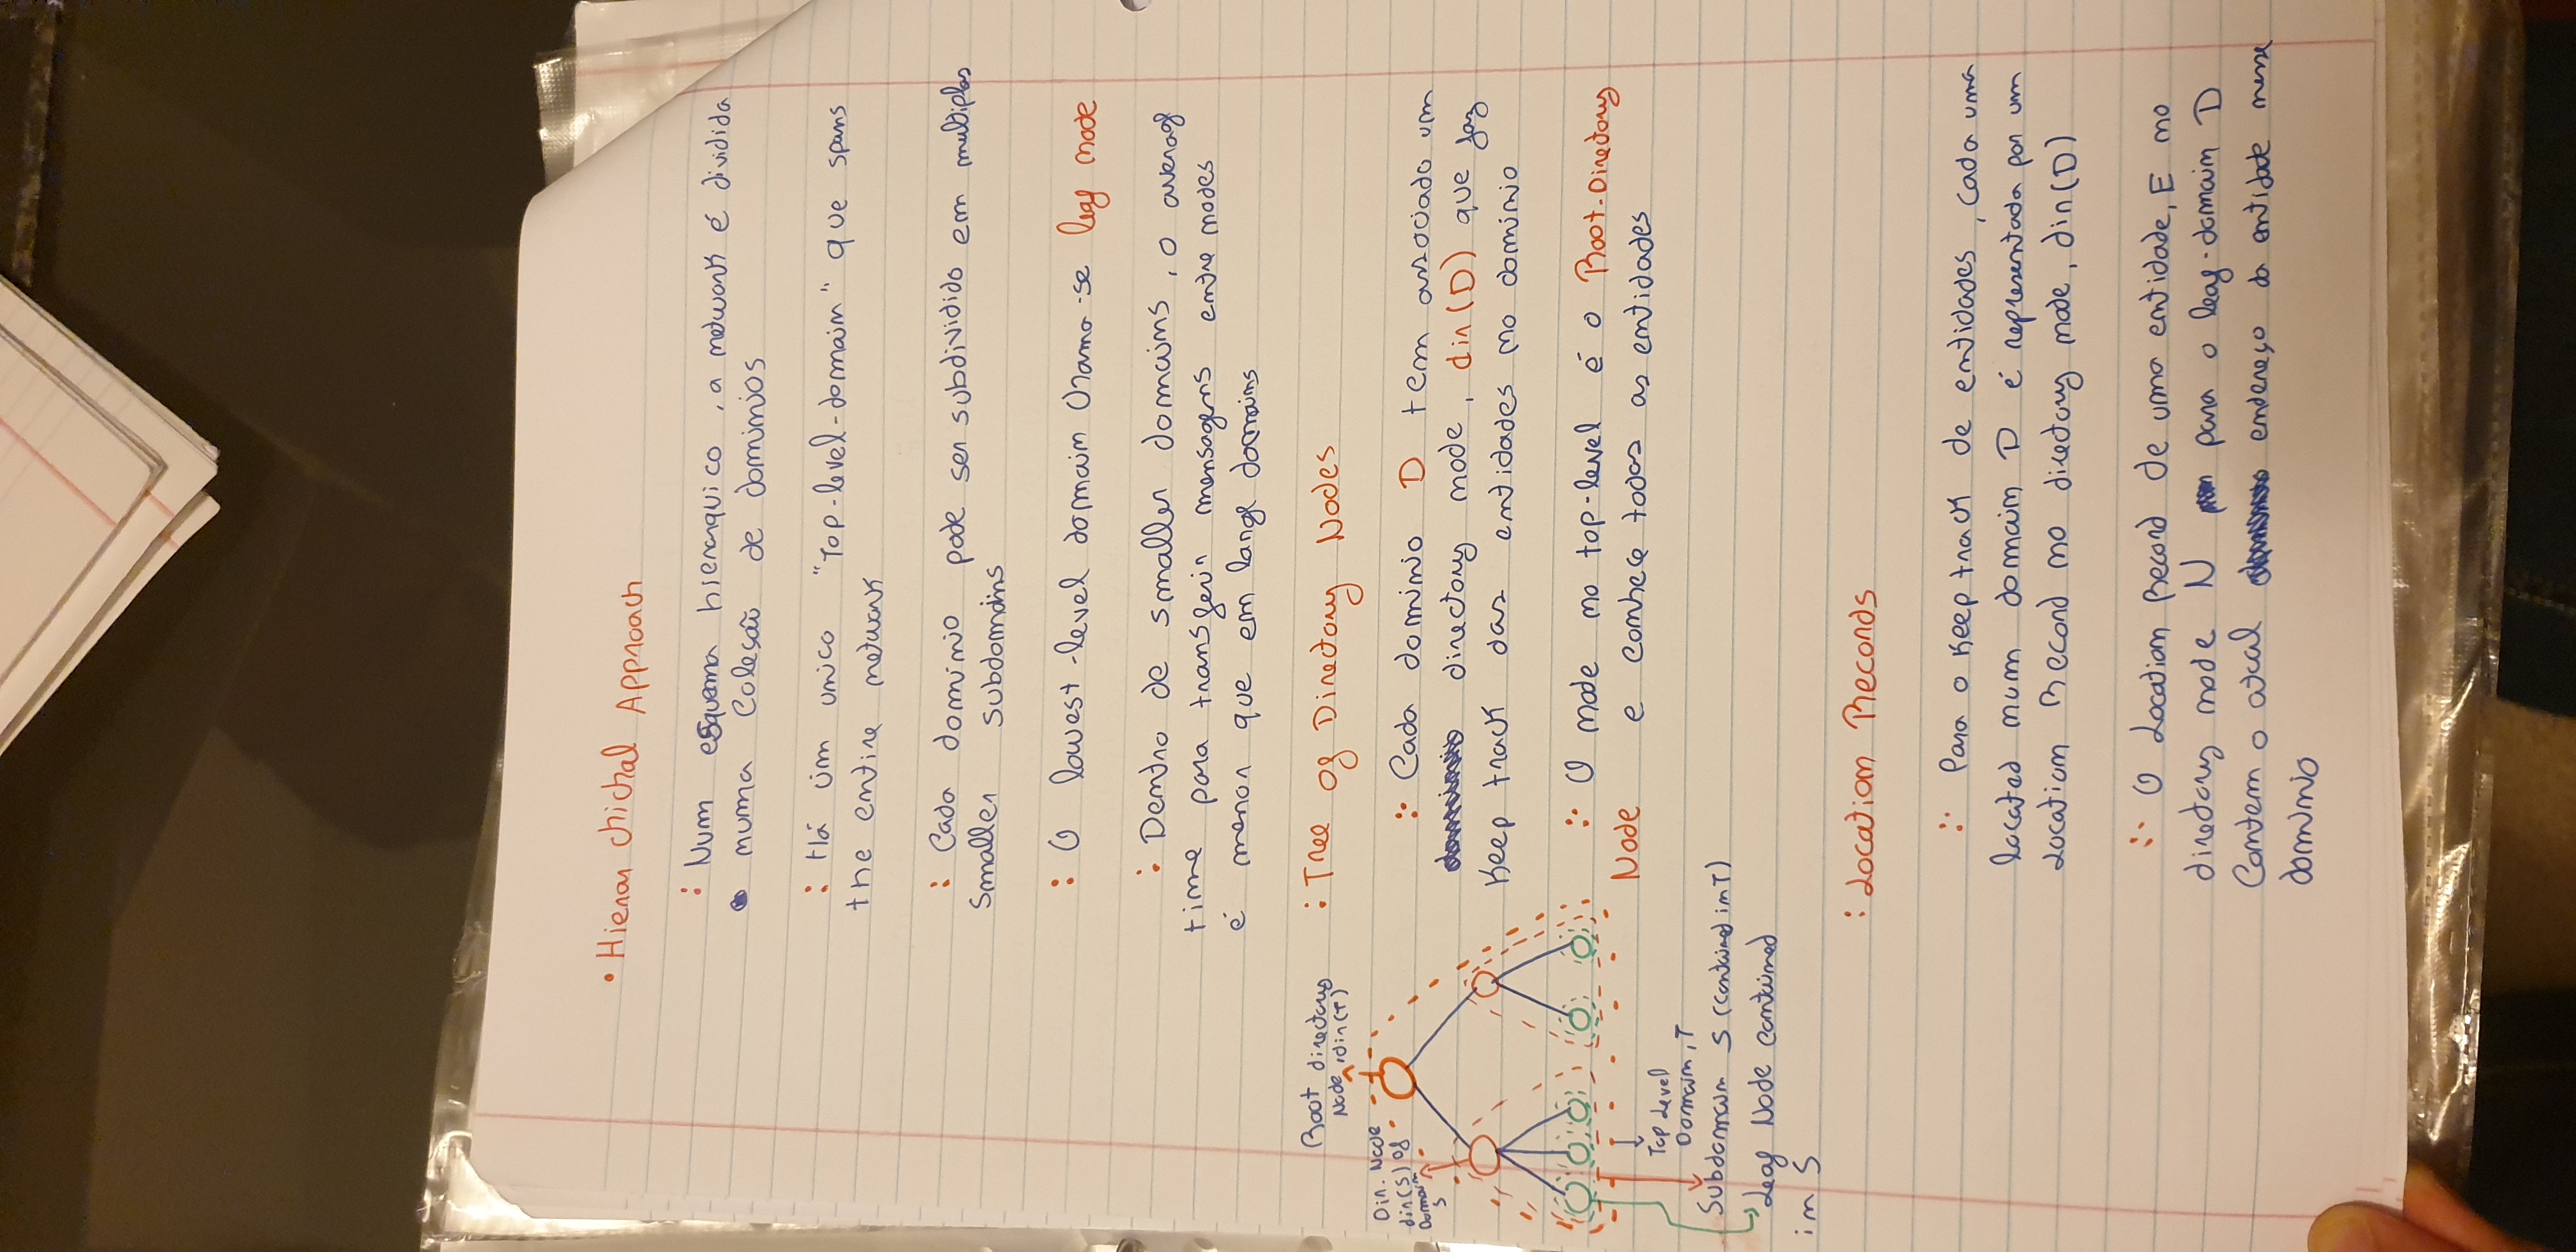 • Hierar chichal Approach
: Num esquema hierarquico, a network é dividida
numa Coleção de dominios
: Há um unico "Top-level-domain" que spans
the entire network
: Cada dominio pode ser subdividido em multiplos
smaller subdomains
: O lowest-level domain chama-se leaf node
: Dentro de smaller domains, o average
time para transferir mensagens entre nodes
é menor que em large domains
: Tree of Directory Nodes
:· Cada dominio D tem associado um
directory node, dir(D) que faz
Keep track das entidades no dominio
:· O node no top-level é o Root-Directory
Node e conhece todas as entidades
Root directory
Node, dir(T)
Dir. Node
dir(S) of
Domain
S
Top Level
Domain, T
Subdomain S (contained in T)
Leaf Node contained
in S
: Location Records
:· Para o Keep track de entidades, cada uma
located num domain D é representada por um
Location Record no directory node, dir(D)
:· O Location Record de uma entidade, E no
directory node N para o leaf-domain D
Contem o atual endereço da entidade nesse
dominio